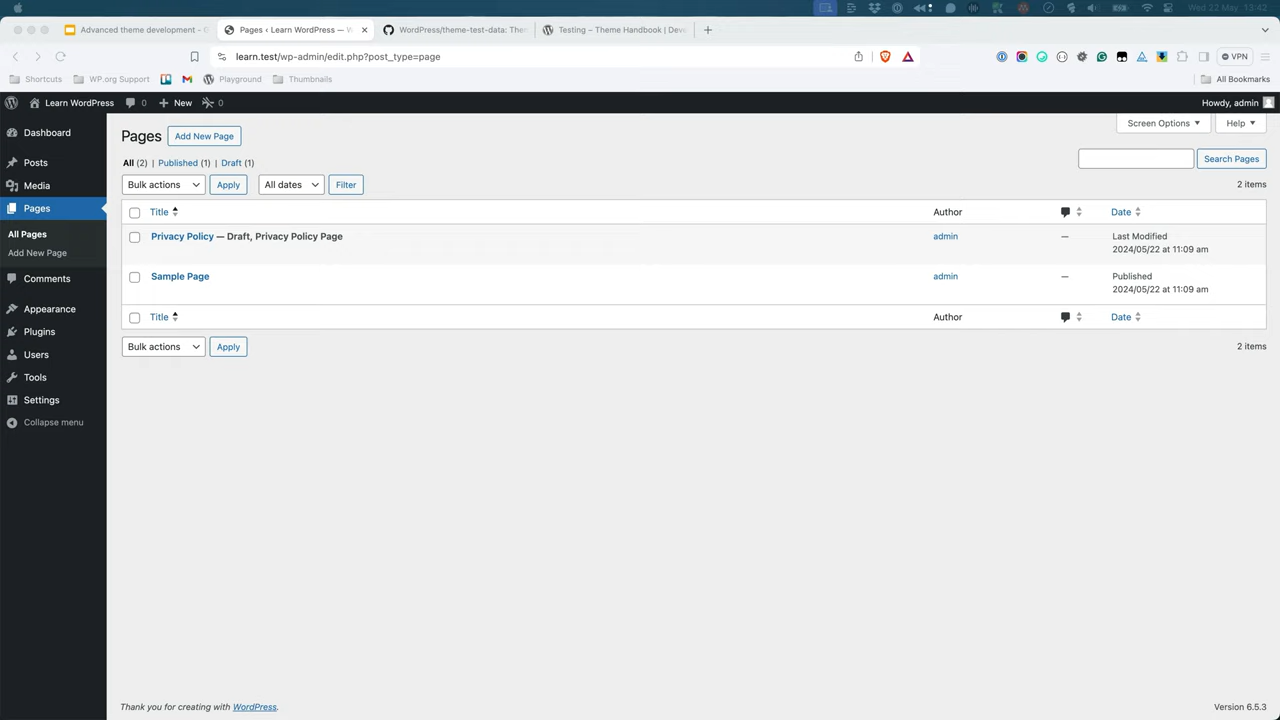 Wed 22 May 13:42
Advanced theme development - G
Pages ‹ Learn WordPress — W
WordPress/theme-test-data: Them
Testing – Theme Handbook | Deve
learn.test/wp-admin/edit.php?post_type=page
VPN
Shortcuts
WP.org Support
Playground
Thumbnails
All Bookmarks
Learn WordPress
0
New
0
Howdy, admin
Dashboard
Posts
Media
Pages
All Pages
Add New Page
Comments
Appearance
Plugins
Users
Tools
Settings
Collapse menu
Screen Options
Help
Pages
Add New Page
All (2) | Published (1) | Draft (1)
Search Pages
Bulk actions
Apply
All dates
Filter
2 items
Title
Author
Date
Privacy Policy — Draft, Privacy Policy Page
admin
—
Last Modified
2024/05/22 at 11:09 am
Sample Page
admin
—
Published
2024/05/22 at 11:09 am
Title
Author
Date
Bulk actions
Apply
2 items
Thank you for creating with WordPress.
Version 6.5.3